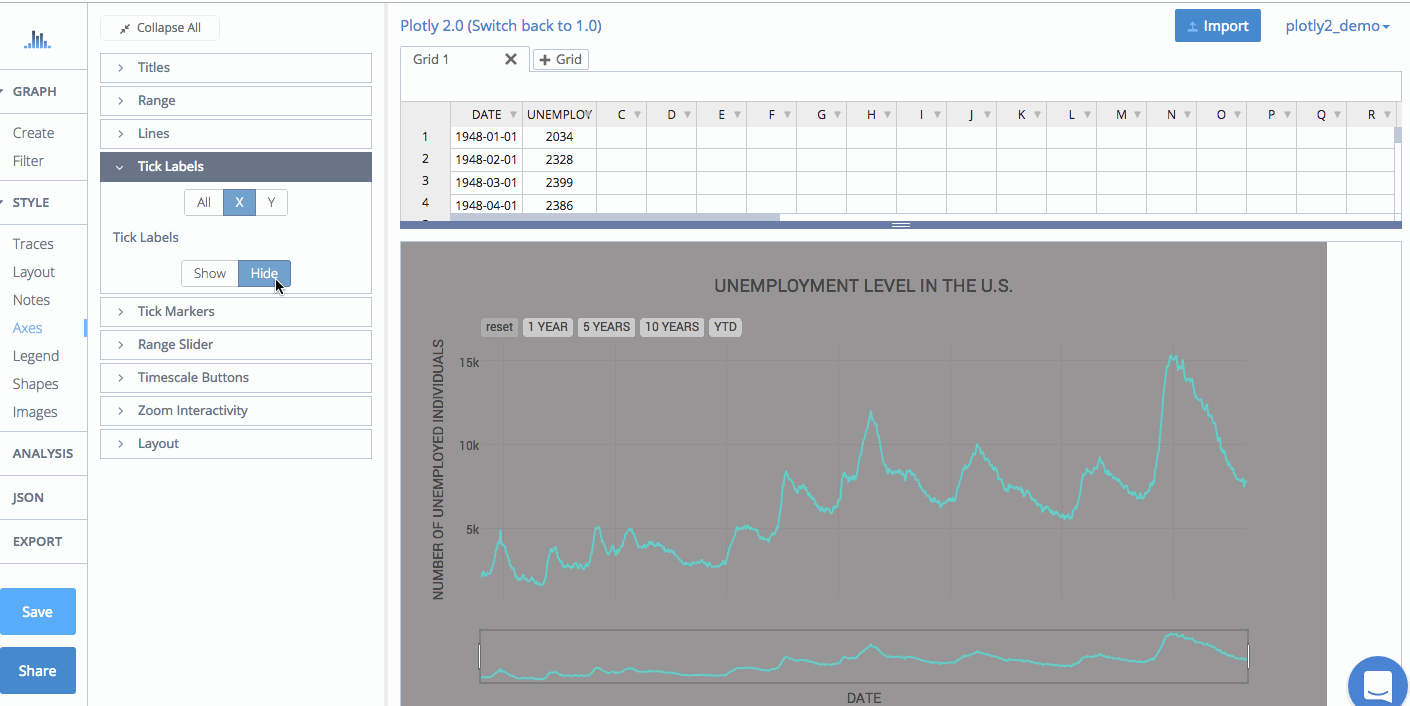 Collapse All
Titles
Range
Lines
Tick Labels
All X Y
Tick Labels
Show Hide
Tick Markers
Range Slider
Timescale Buttons
Zoom Interactivity
Layout
GRAPH
Create
Filter
STYLE
Traces
Layout
Notes
Axes
Legend
Shapes
Images
ANALYSIS
JSON
EXPORT
Save
Share
Plotly 2.0 (Switch back to 1.0)
Import
plotly2_demo
Grid 1
Grid
DATE UNEMPLOY C D E F G H I J K L M N O P Q R
1 1948-01-01 2034
2 1948-02-01 2328
3 1948-03-01 2399
4 1948-04-01 2386
UNEMPLOYMENT LEVEL IN THE U.S.
reset 1 YEAR 5 YEARS 10 YEARS YTD
NUMBER OF UNEMPLOYED INDIVIDUALS
15k
10k
5k
DATE